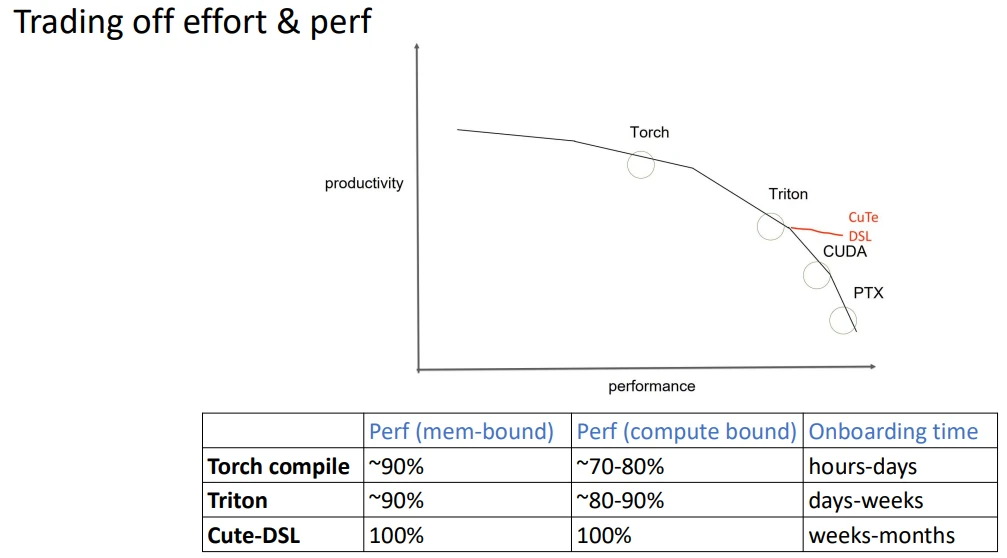 Trading off effort & perf
Torch
productivity
Triton
CuTe
DSL
CUDA
PTX
performance
Perf (mem-bound) Perf (compute bound) Onboarding time
Torch compile ~90% ~70-80% hours-days
Triton ~90% ~80-90% days-weeks
Cute-DSL 100% 100% weeks-months